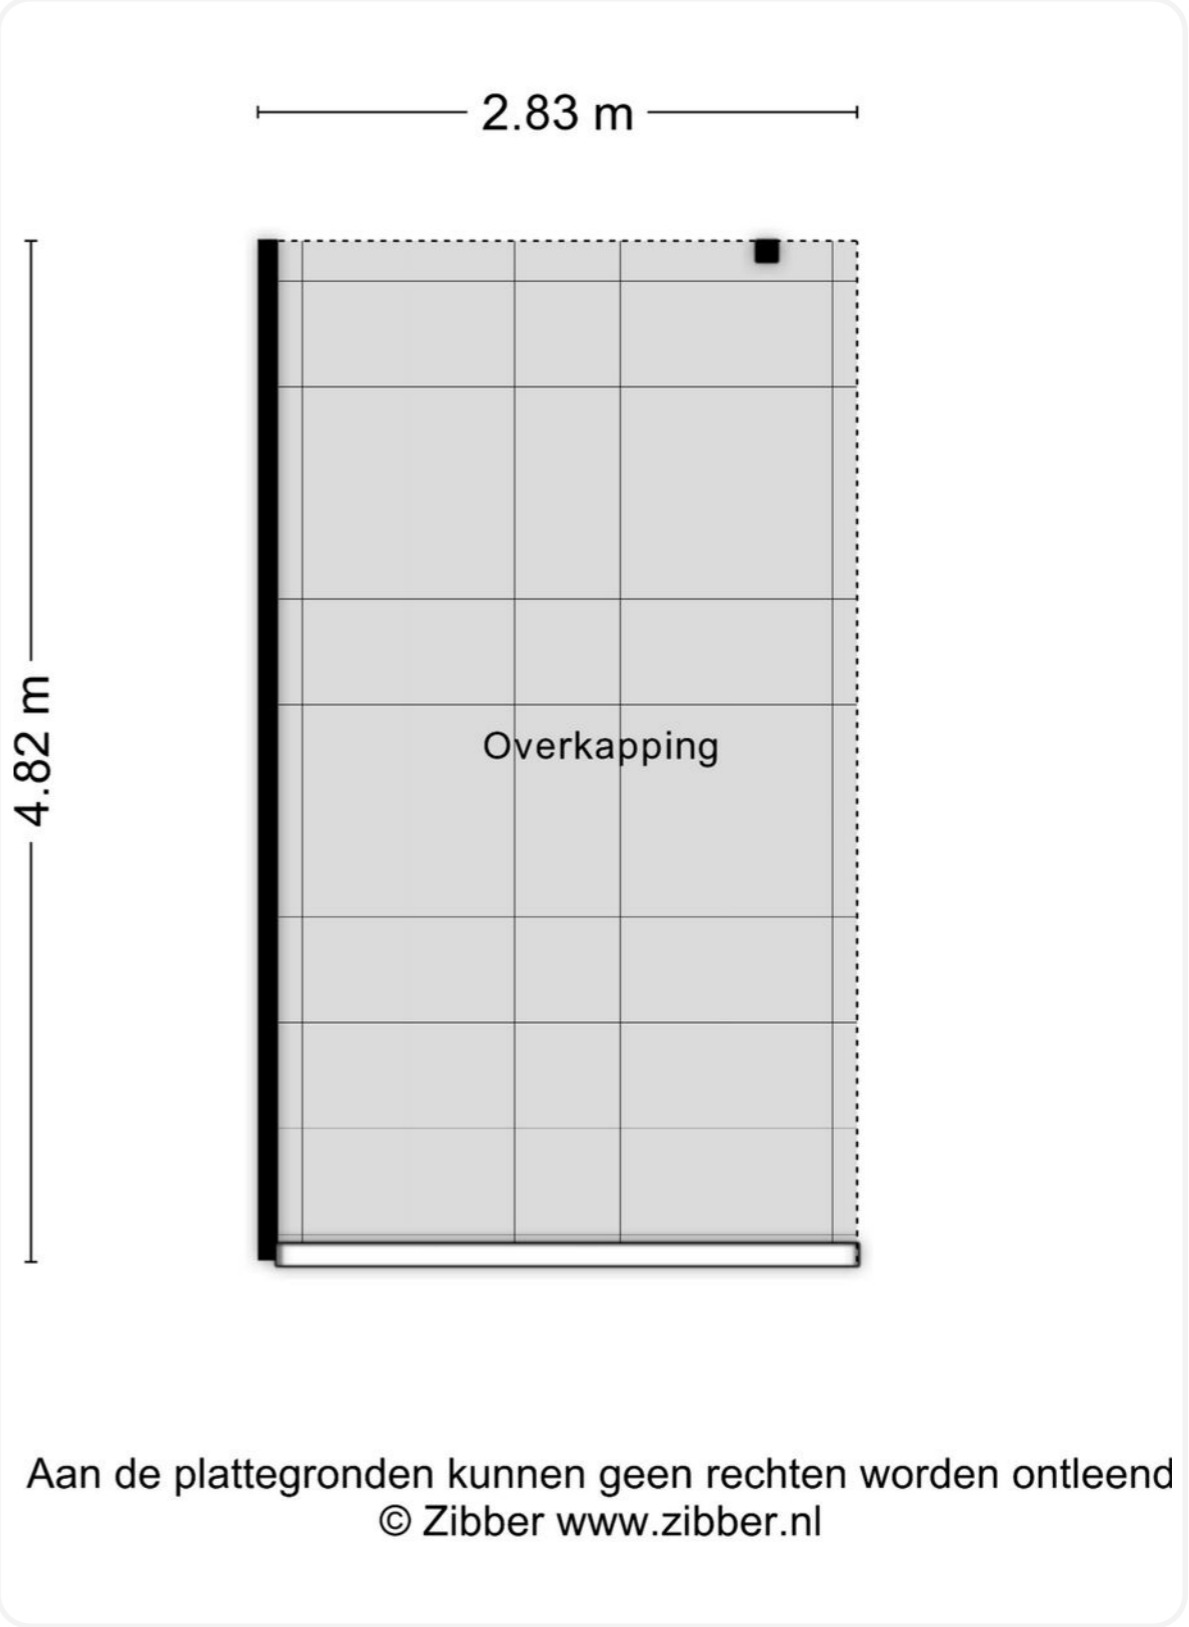 2.83 m
4.82 m
Overkapping
Aan de plattegronden kunnen geen rechten worden ontleend
© Zibber www.zibber.nl